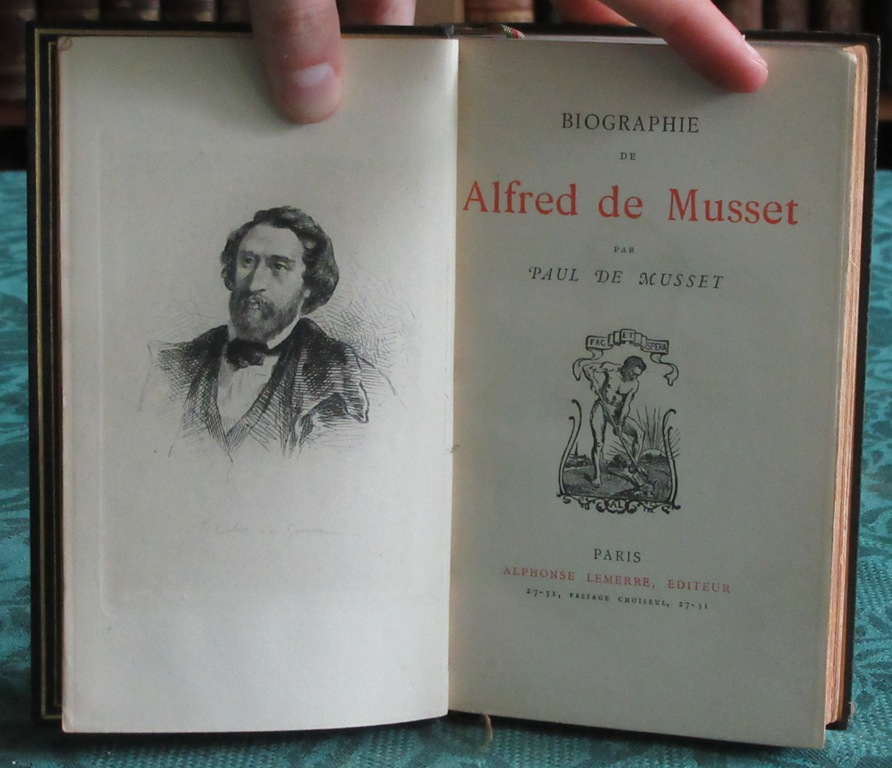 BIOGRAPHIE
DE
Alfred de Musset
PAR
PAUL DE MUSSET
FAC ET SPERA
AL
PARIS
ALPHONSE LEMERRE, ÉDITEUR
27-31, PASSAGE CHOISEUL, 27-31